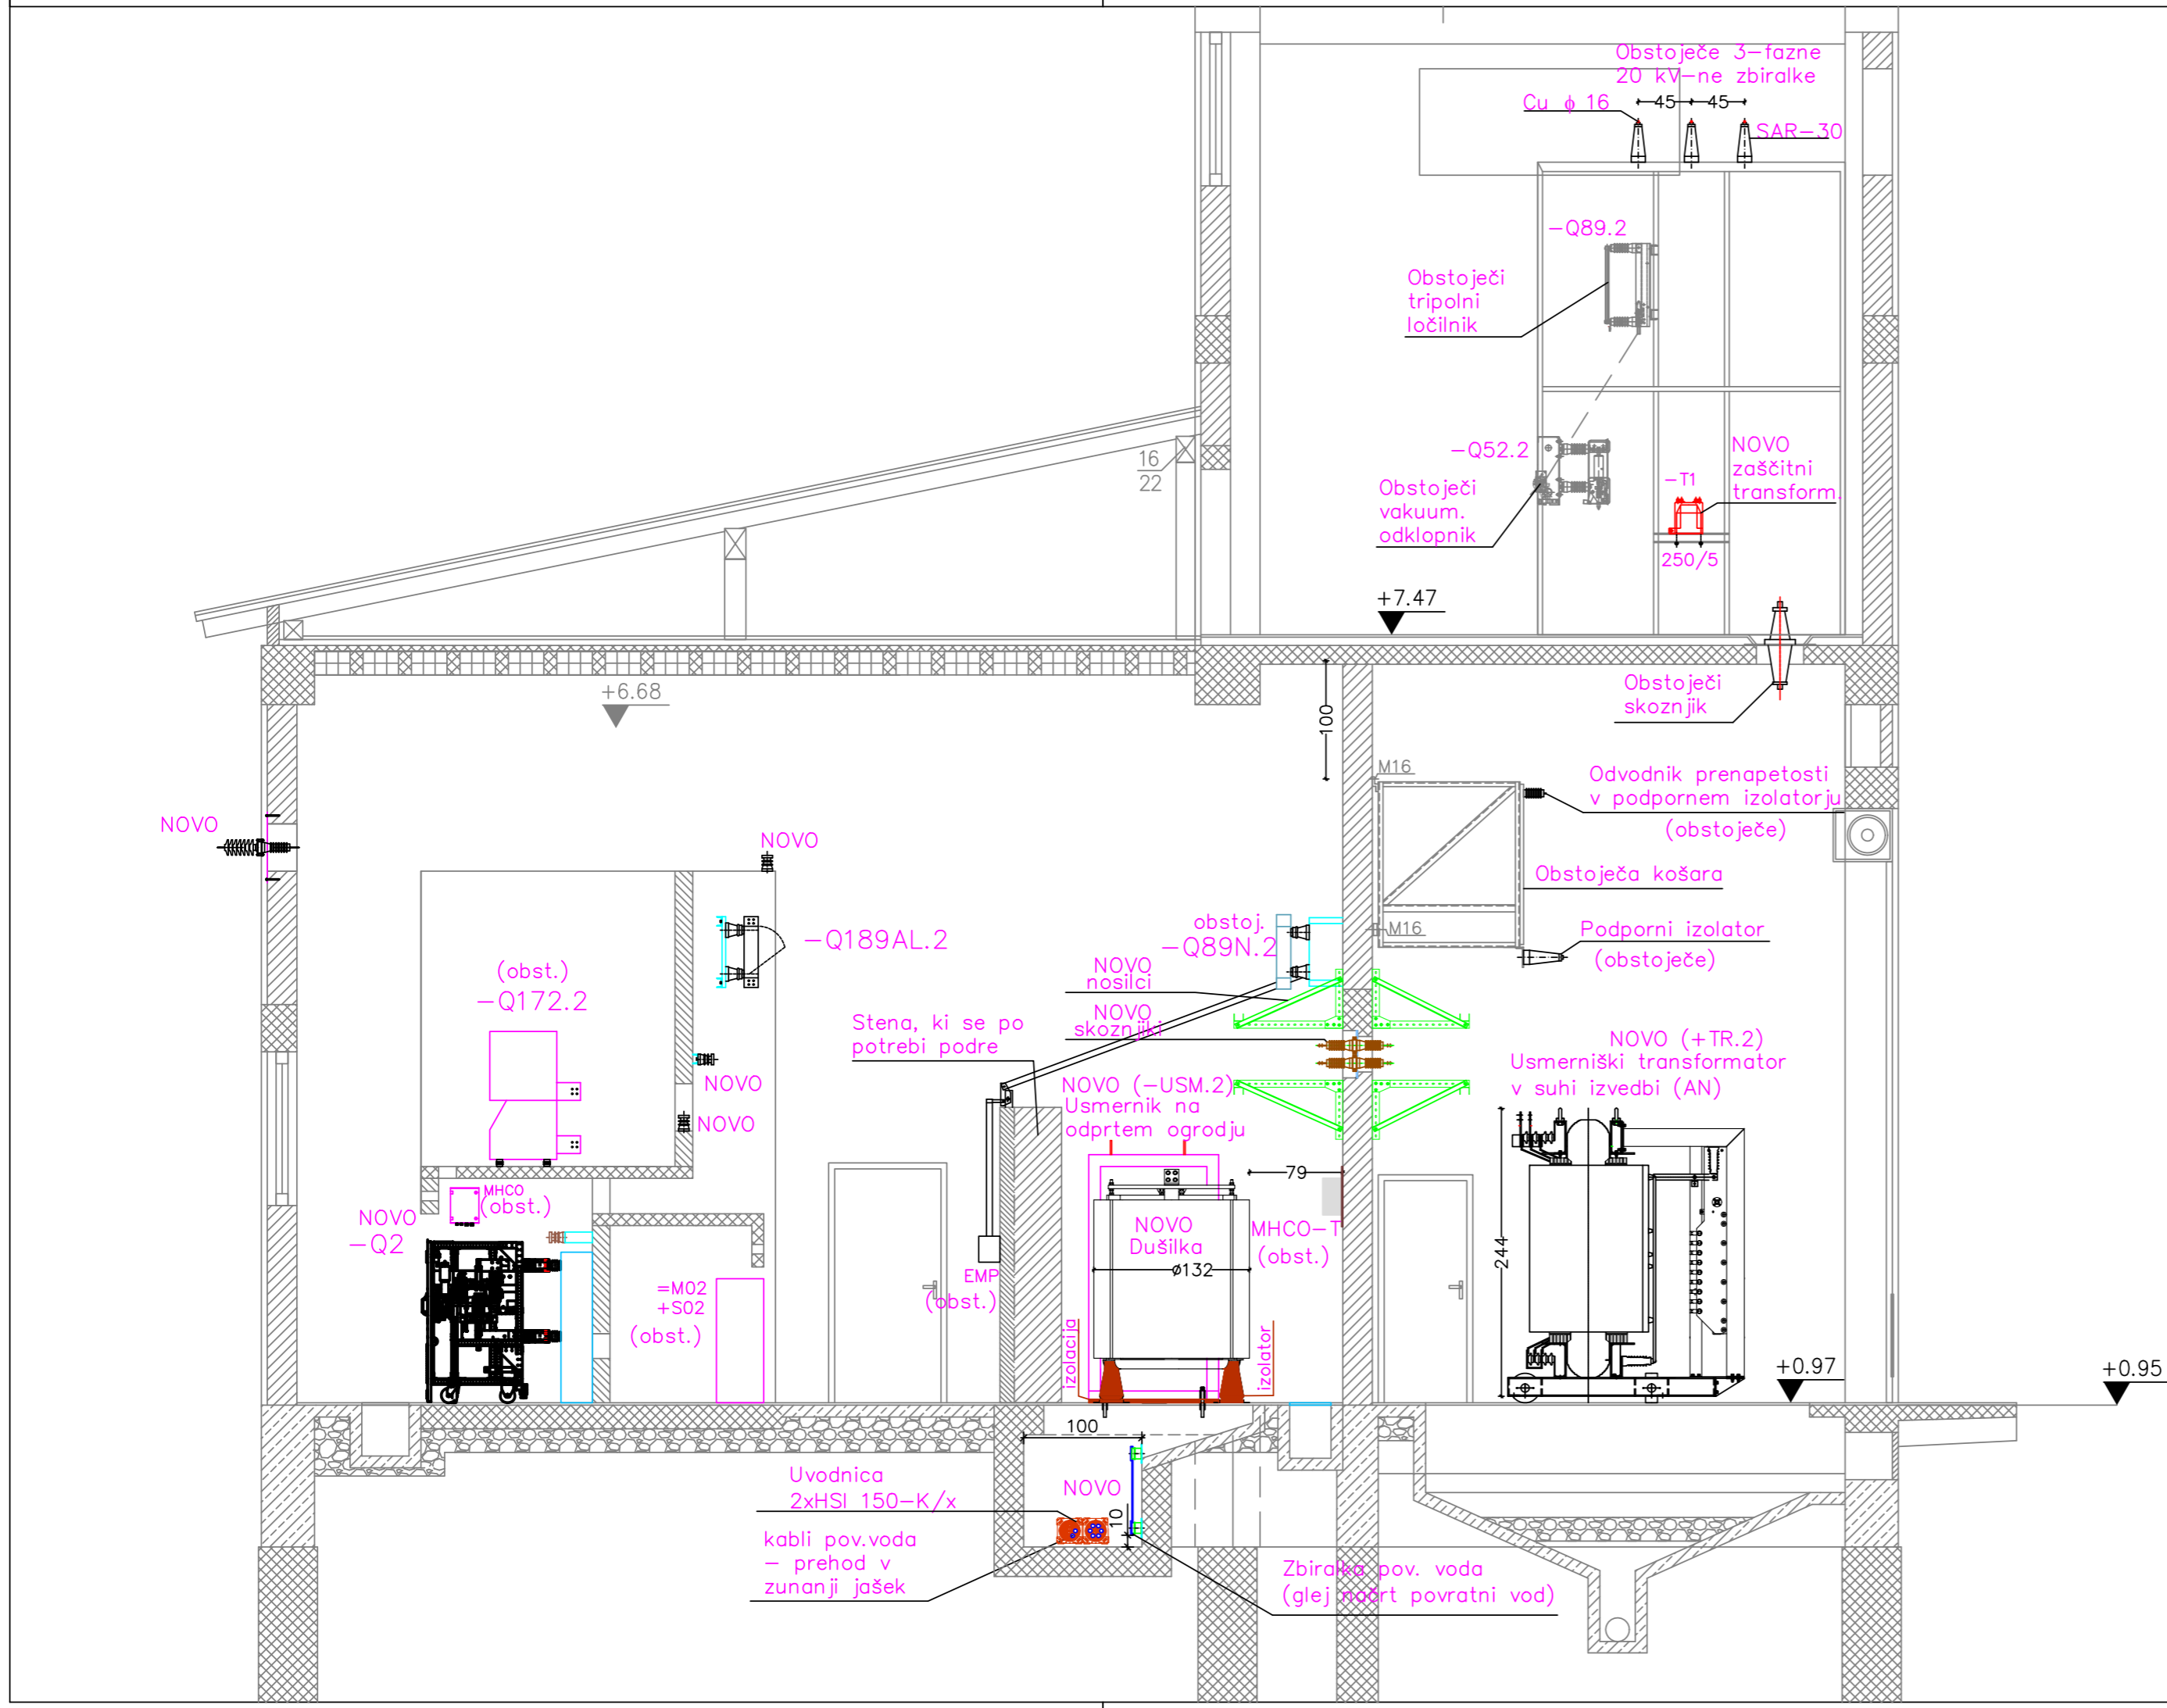 Obstoječe 3-fazne
20 kV-ne zbiralke
Cu ϕ 16
45
45
SAR-30
-Q89.2
Obstoječi
tripolni
ločilnik
-Q52.2
Obstoječi
vakuum.
odklopnik
NOVO
zaščitni
transform.
-T1
250/5
16
22
+7.47
+6.68
100
Obstoječi
skoznjik
M16
Odvodnik prenapetosti
v podpornem izolatorju
(obstoječe)
Obstoječa košara
M16
Podporni izolator
(obstoječe)
NOVO
NOVO
-Q189AL.2
obstoj.
-Q89N.2
(obst.)
-Q172.2
NOVO
nosilci
NOVO
skoznjiki
Stena, ki se po
potrebi podre
NOVO
NOVO
NOVO (-USM.2)
Usmernik na
odprtem ogrodju
NOVO (+TR.2)
Usmerniški transformator
v suhi izvedbi (AN)
79
MHCO
(obst.)
NOVO
-Q2
NOVO
Dušilka
ø132
MHCO-T
(obst.)
244
EMP
(obst.)
=M02
+S02
(obst.)
izolacija
izolator
+0.97
+0.95
100
NOVO
10
Uvodnica
2xHSI 150-K/x
kabli pov.voda
- prehod v
zunanji jašek
Zbiralka pov. voda
(glej načrt povratni vod)